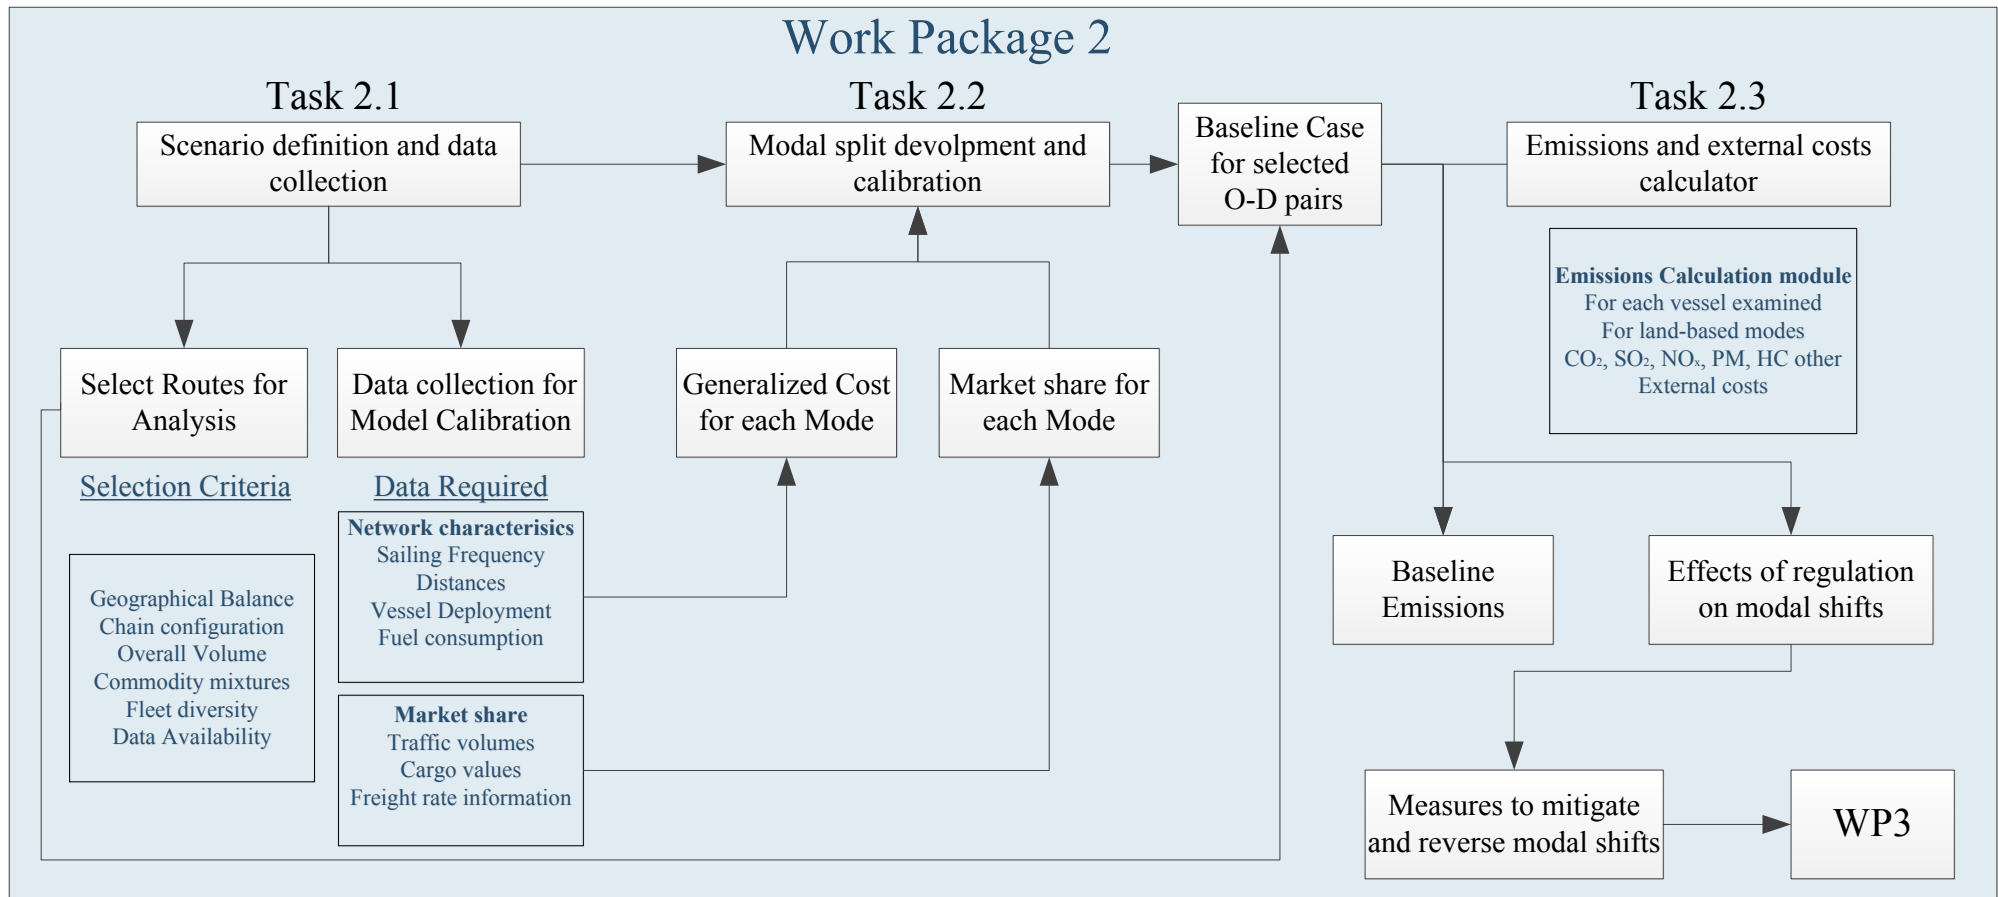 Work Package 2
Task 2.1
Scenario definition and data
collection
Select Routes for
Analysis
Selection Criteria
Geographical Balance
Chain configuration
Overall Volume
Commodity mixtures
Fleet diversity
Data Availability
Data collection for
Model Calibration
Data Required
Network characterisics
Sailing Frequency
Distances
Vessel Deployment
Fuel consumption
Market share
Traffic volumes
Cargo values
Freight rate information
Task 2.2
Modal split devolpment and
calibration
Generalized Cost
for each Mode
Market share for
each Mode
Baseline Case
for selected
O-D pairs
Task 2.3
Emissions and external costs
calculator
Emissions Calculation module
For each vessel examined
For land-based modes
CO₂, SO₂, NOₓ, PM, HC other
External costs
Baseline
Emissions
Effects of regulation
on modal shifts
Measures to mitigate
and reverse modal shifts
WP3